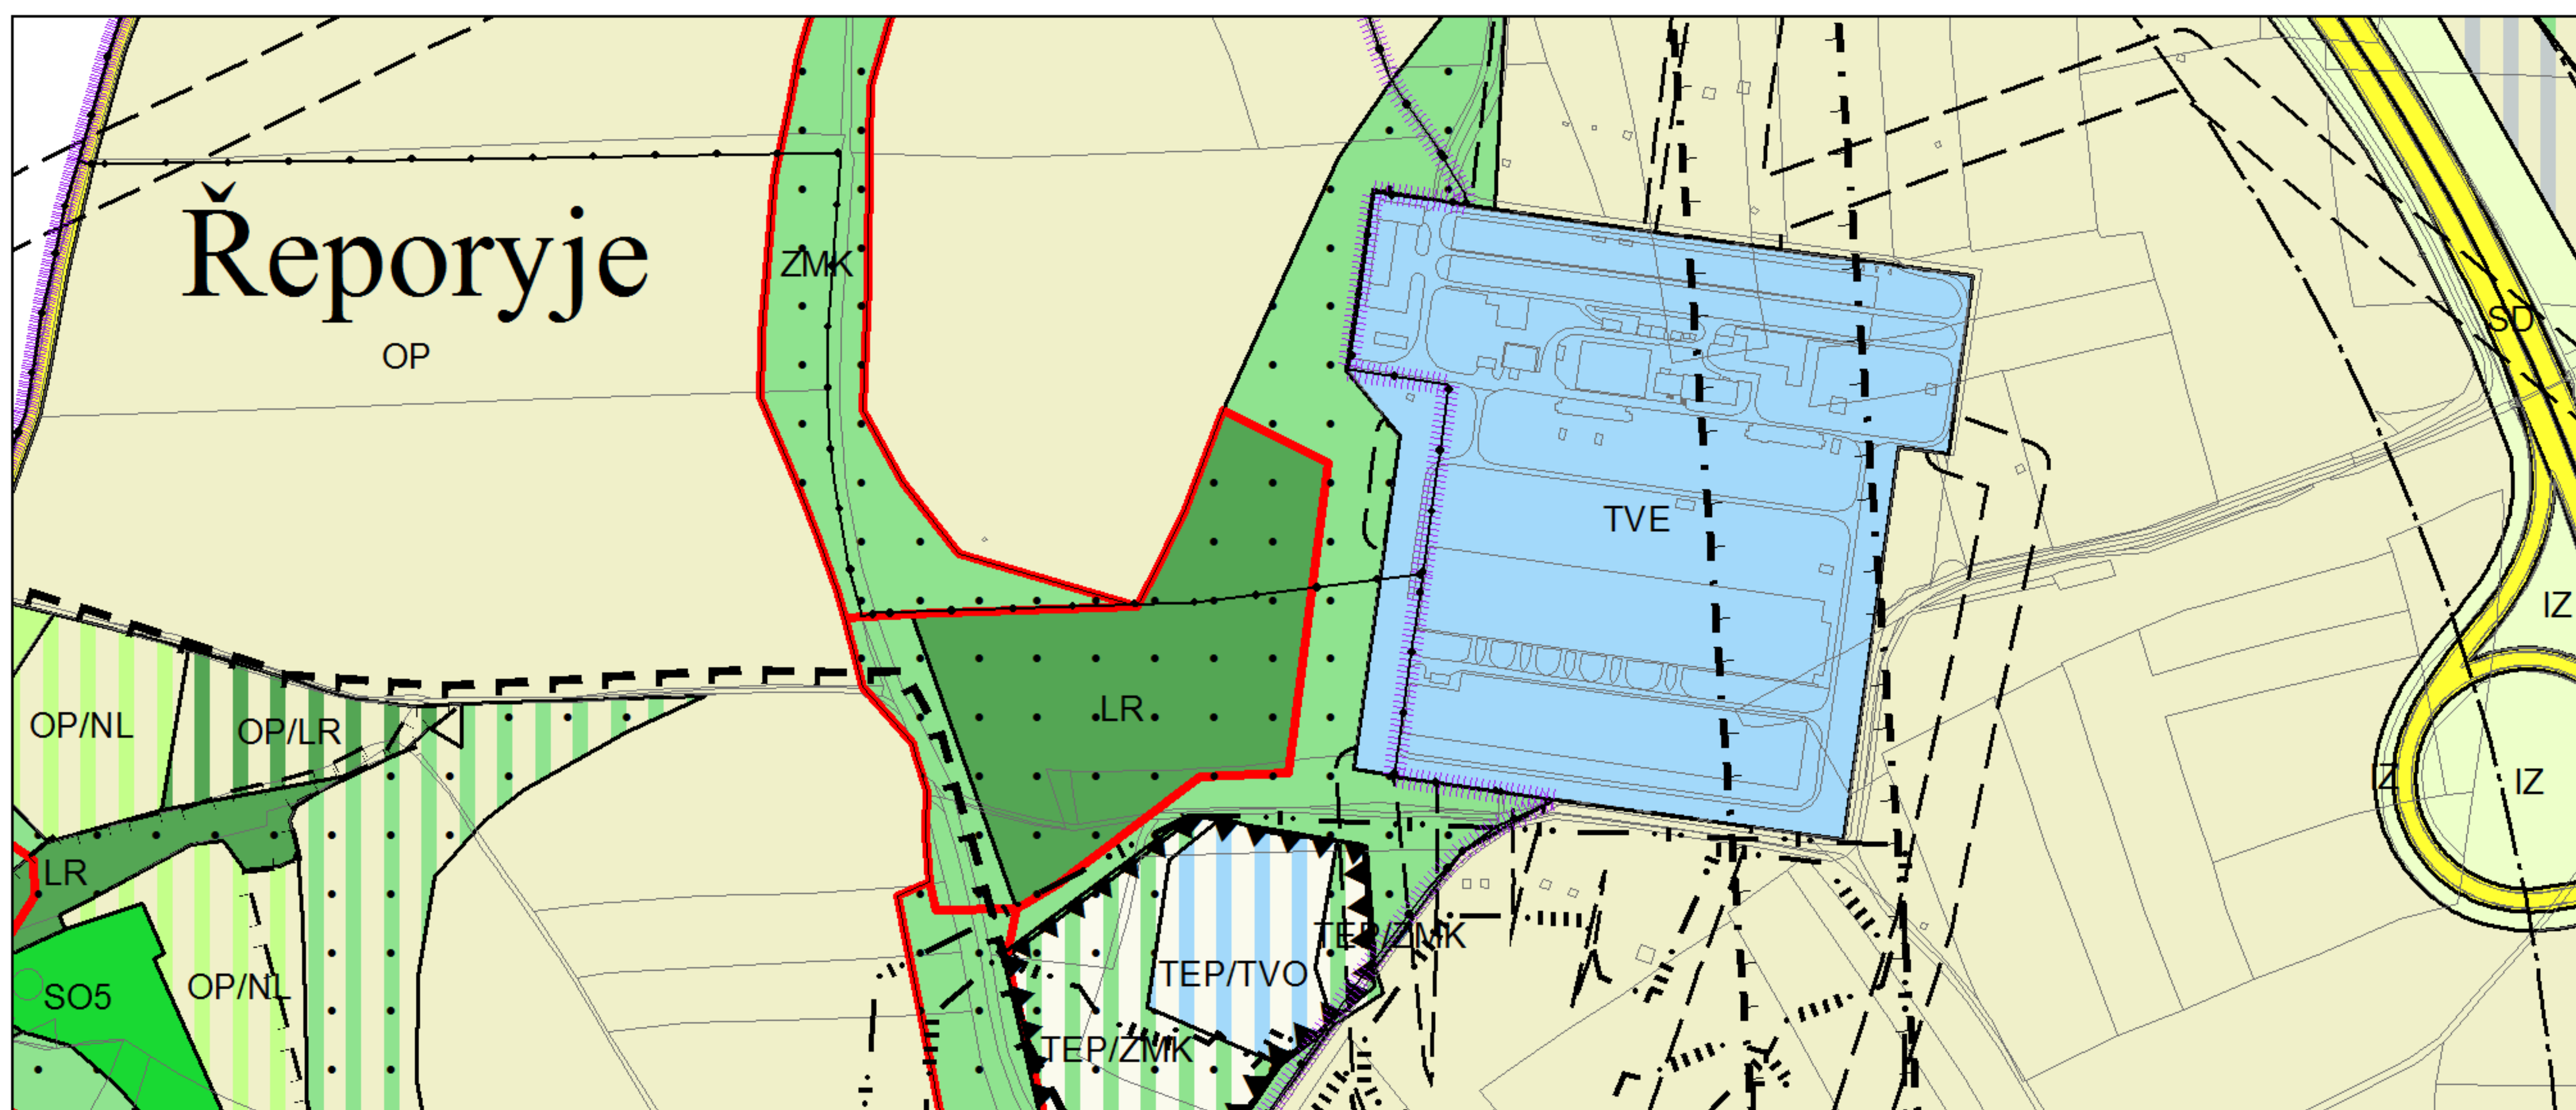 ZMK
Řeporyje
SD
OP
TVE
IZ
LR
OP/NL
OP/LR
IZ
IZ
LR
TEP/ZMK
TEP/TVO
OP/NL
SO5
TEP/ZMK